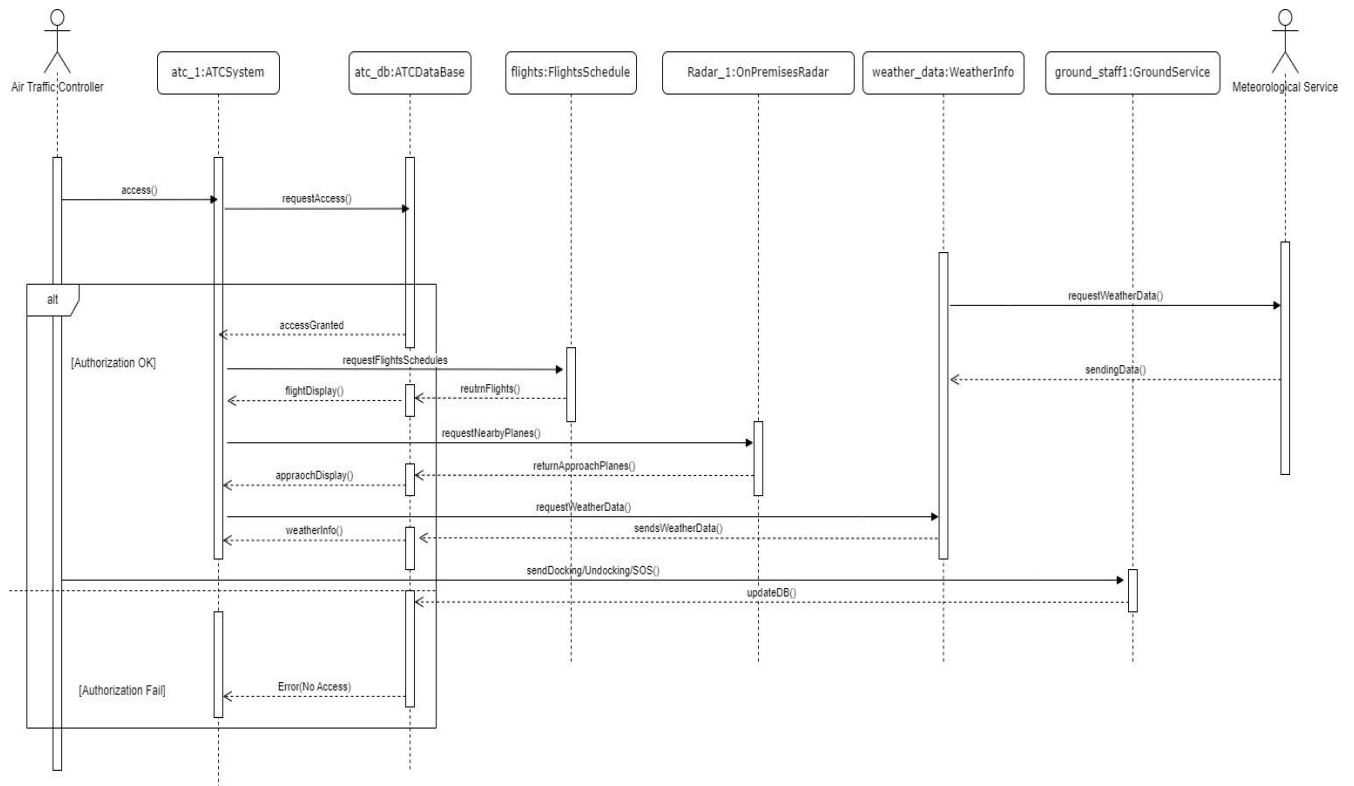 atc_1:ATCSystem
atc_db:ATCDataBase
flights:FlightsSchedule
Radar_1:OnPremisesRadar
weather_data:WeatherInfo
ground_staff1:GroundService
Air Traffic Controller
Meteorological Service
access()
requestAccess()
alt
requestWeatherData()
accessGranted
[Authorization OK]
requestFlightsSchedules
sendingData()
flightDisplay()
reutrnFlights()
requestNearbyPlanes()
returnApproachPlanes()
appraochDisplay()
requestWeatherData()
weatherInfo()
sendsWeatherData()
sendDocking/Undocking/SOS()
updateDB()
[Authorization Fail]
Error(No Access)